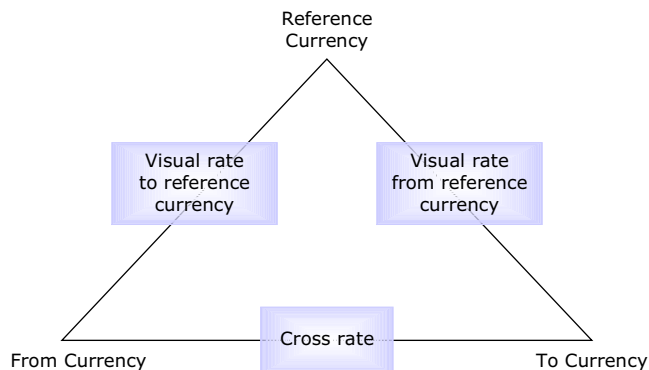 Reference
Currency
Visual rate
to reference
currency
Visual rate
from reference
currency
Cross rate
From Currency
To Currency